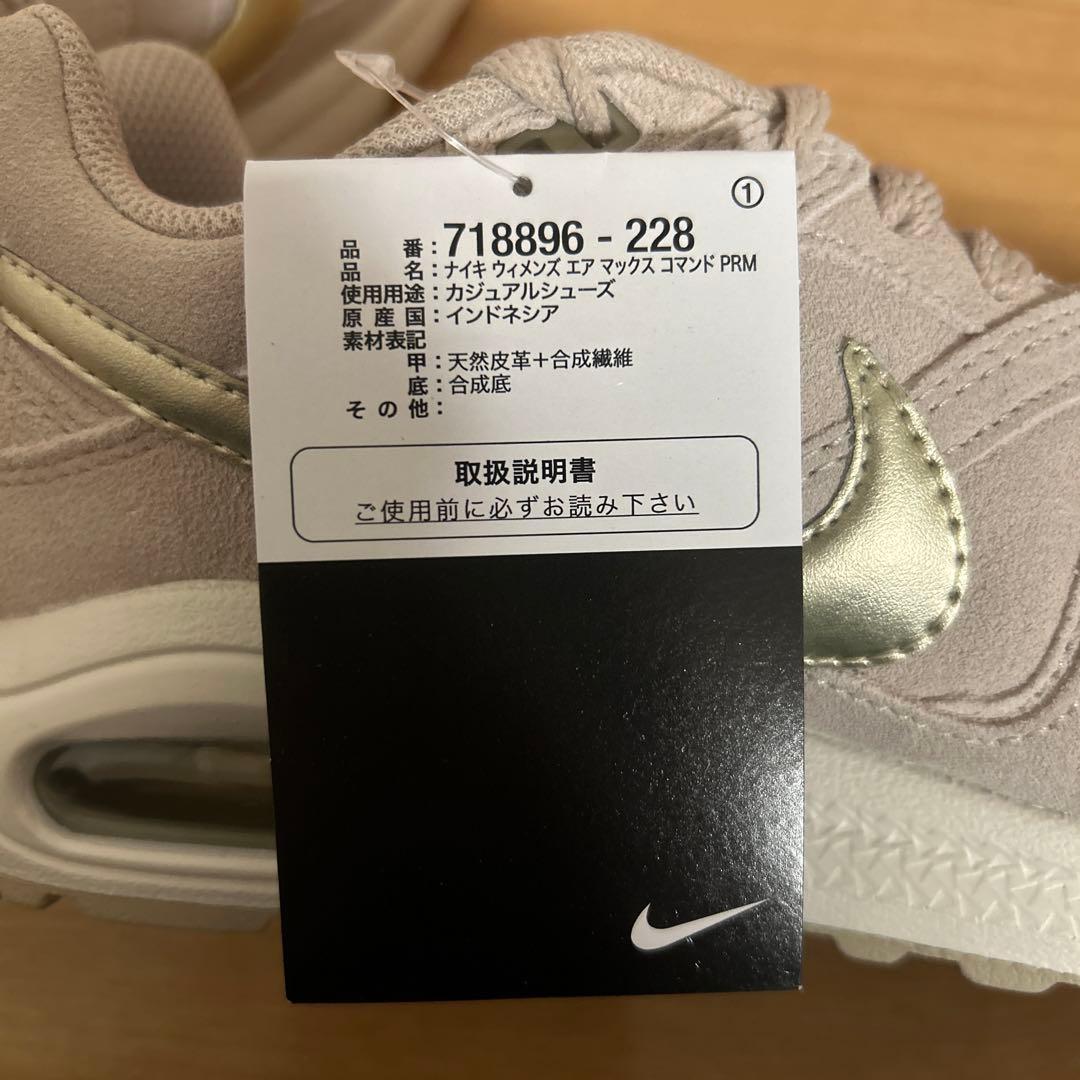 ①
品 番：718896 - 228
品 名：ナイキ ウィメンズ エア マックス コマンド PRM
使用用途：カジュアルシューズ
原 産 国：インドネシア
素材表記
甲：天然皮革＋合成繊維
底：合成底
そ の 他：
取扱説明書
ご使用前に必ずお読み下さい